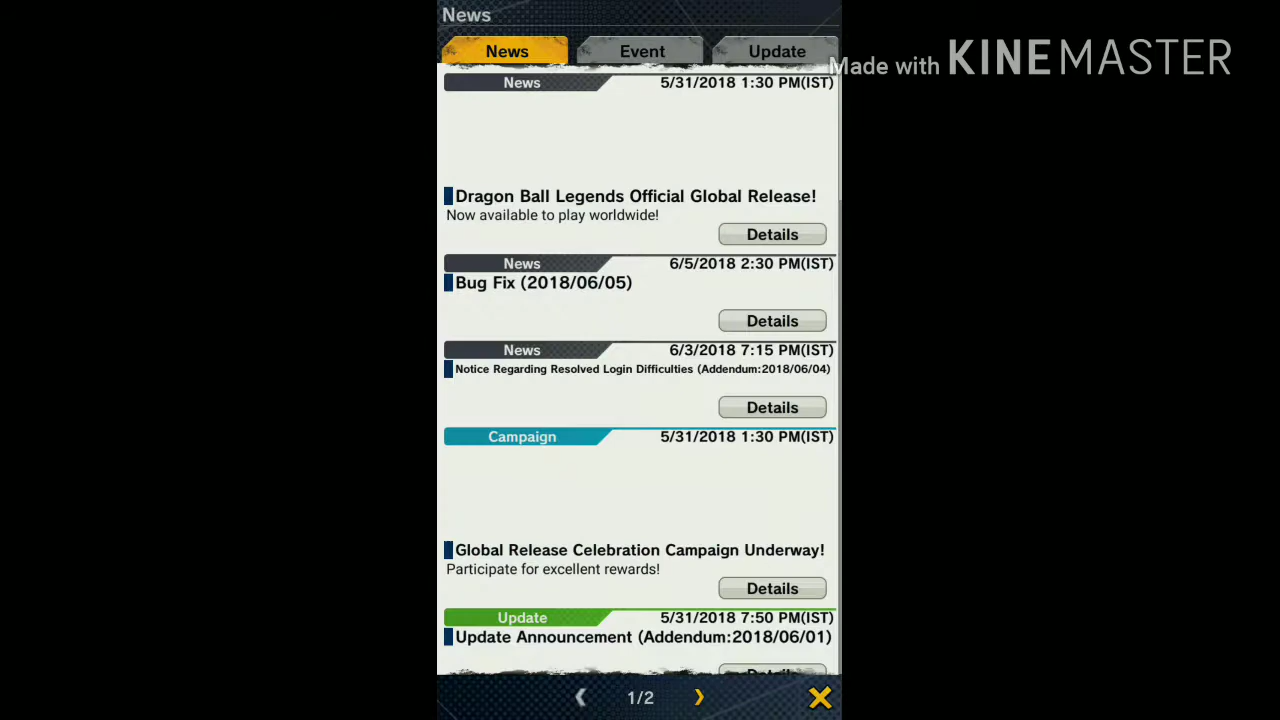 News
News Event Update
Made with KINEMASTER
News 5/31/2018 1:30 PM(IST)
Dragon Ball Legends Official Global Release!
Now available to play worldwide!
Details
News 6/5/2018 2:30 PM(IST)
Bug Fix (2018/06/05)
Details
News 6/3/2018 7:15 PM(IST)
Notice Regarding Resolved Login Difficulties (Addendum:2018/06/04)
Details
Campaign 5/31/2018 1:30 PM(IST)
Global Release Celebration Campaign Underway!
Participate for excellent rewards!
Details
Update 5/31/2018 7:50 PM(IST)
Update Announcement (Addendum:2018/06/01)
Details
1/2